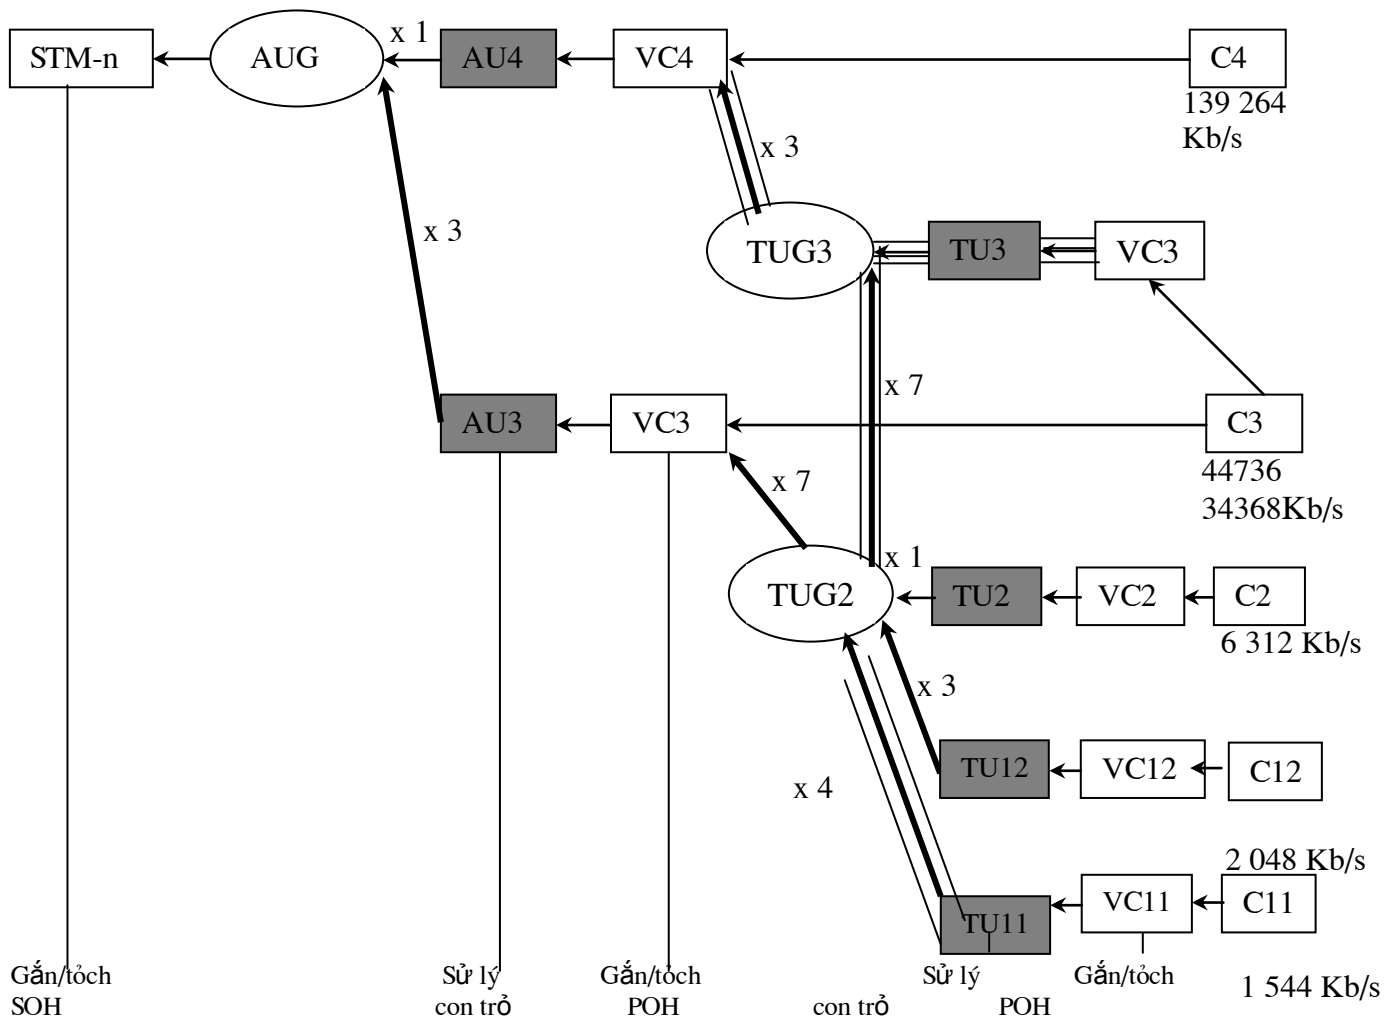 STM-n AUG x 1 AU4 VC4 C4
139 264
Kb/s
x 3
x 3
TUG3 TU3 VC3
x 7
AU3 VC3 C3
44736
34368Kb/s
x 7
x 1
TUG2 TU2 VC2 C2
6 312 Kb/s
x 3
TU12 VC12 C12
x 4
2 048 Kb/s
TU11 VC11 C11
1 544 Kb/s
Gắn/tỏch
SOH
Sử lý
con trỏ
Gắn/tỏch
POH
Sử lý
con trỏ
Gắn/tỏch
POH